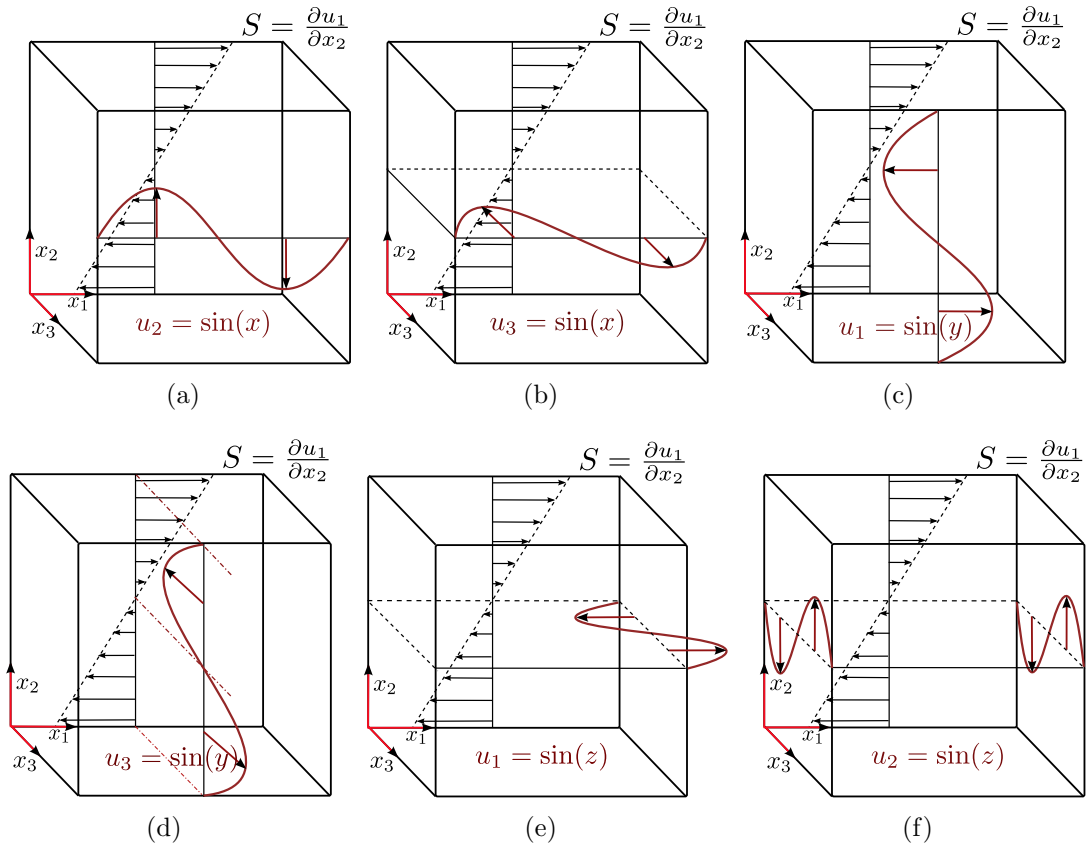 S = ∂u₁/∂x₂
x₂
x₁
x₃
u₂ = sin(x)
(a)
S = ∂u₁/∂x₂
x₂
x₁
x₃
u₃ = sin(x)
(b)
S = ∂u₁/∂x₂
x₂
x₁
x₃
u₁ = sin(y)
(c)
S = ∂u₁/∂x₂
x₂
x₁
x₃
u₃ = sin(y)
(d)
S = ∂u₁/∂x₂
x₂
x₁
x₃
u₁ = sin(z)
(e)
S = ∂u₁/∂x₂
x₂
x₁
x₃
u₂ = sin(z)
(f)